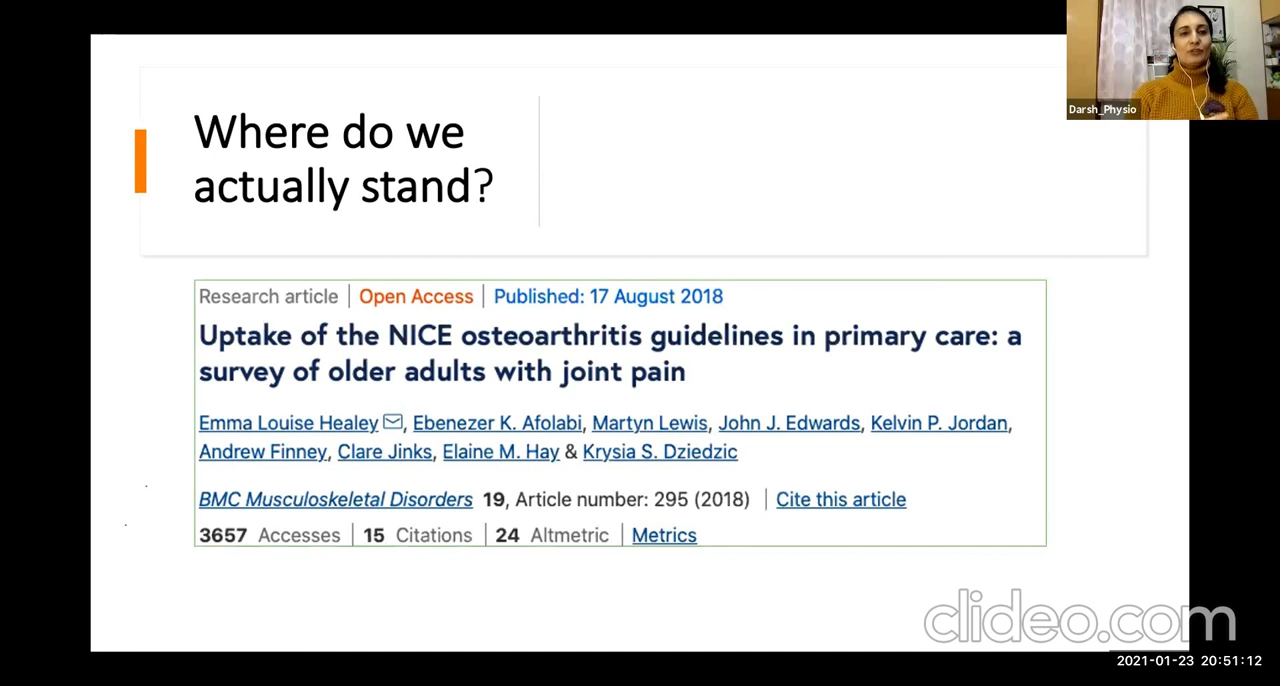 Darsh_Physio
Where do we
actually stand?
Research article | Open Access | Published: 17 August 2018
Uptake of the NICE osteoarthritis guidelines in primary care: a
survey of older adults with joint pain
Emma Louise Healey, Ebenezer K. Afolabi, Martyn Lewis, John J. Edwards, Kelvin P. Jordan,
Andrew Finney, Clare Jinks, Elaine M. Hay & Krysia S. Dziedzic
BMC Musculoskeletal Disorders 19, Article number: 295 (2018) | Cite this article
3657 Accesses | 15 Citations | 24 Altmetric | Metrics
clideo.com
2021-01-23 20:51:12